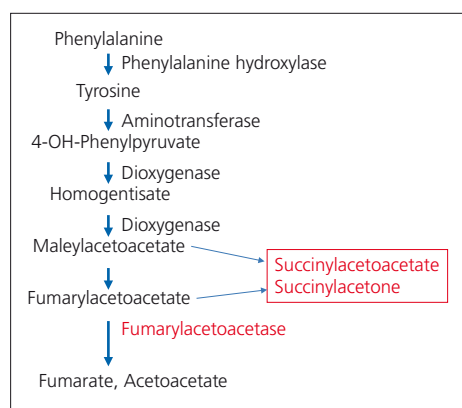 Phenylalanine
Phenylalanine hydroxylase
Tyrosine
Aminotransferase
4-OH-Phenylpyruvate
Dioxygenase
Homogentisate
Dioxygenase
Maleylacetoacetate
Succinylacetoacetate
Succinylacetone
Fumarylacetoacetate
Fumarylacetoacetase
Fumarate, Acetoacetate